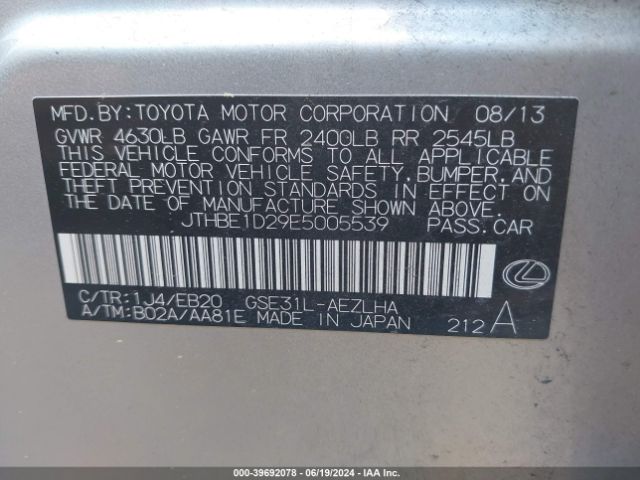 MFD.BY:TOYOTA MOTOR CORPORATION 08/13
GVWR 4630LB GAWR FR 2400LB RR 2545LB
THIS VEHICLE CONFORMS TO ALL APPLICABLE
FEDERAL MOTOR VEHICLE SAFETY,BUMPER,AND
THEFT PREVENTION STANDARDS IN EFFECT ON
THE DATE OF MANUFACTURE SHOWN ABOVE.
JTHBE1D29E5005539 PASS.CAR
C/TR:1J4/EB20 GSE31L-AEZLHA
A/TM:B02A/AA81E MADE IN JAPAN 212 A
000-39692078 - 06/19/2024 - IAA Inc.